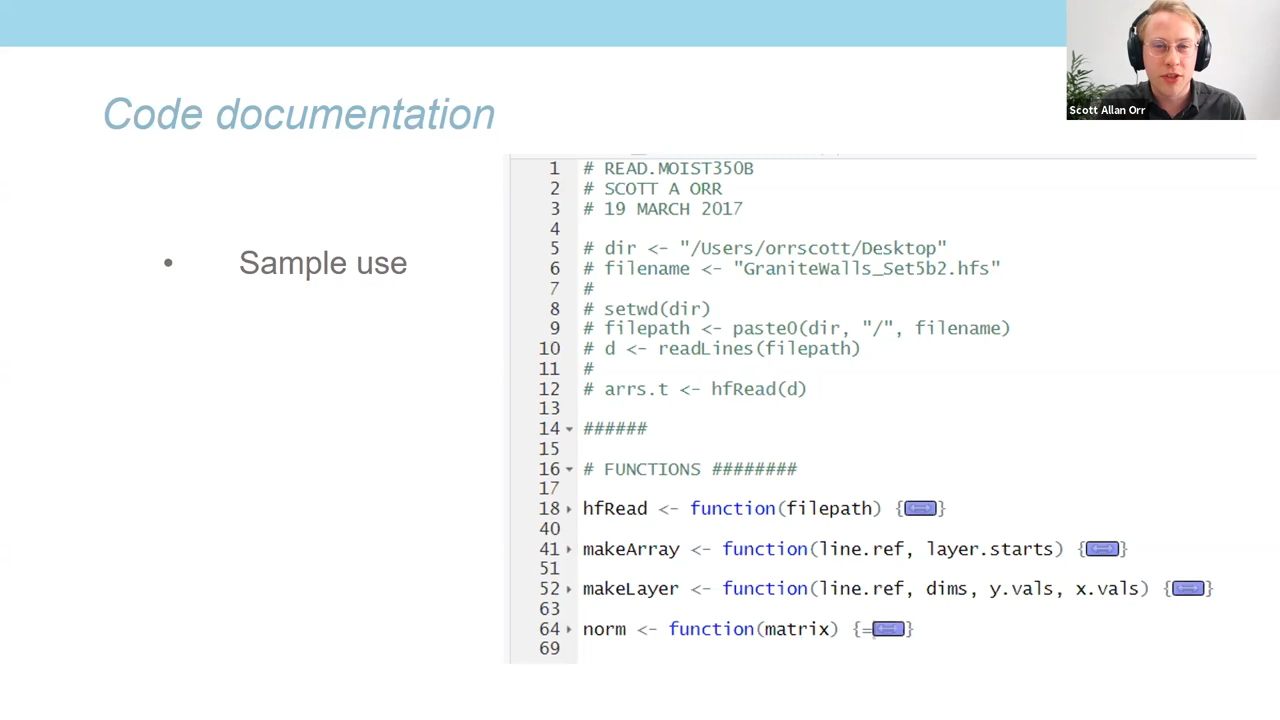 Scott Allan Orr
Code documentation
• Sample use
1 # READ.MOIST350B
2 # SCOTT A ORR
3 # 19 MARCH 2017
4
5 # dir <- "/Users/orrscott/Desktop"
6 # filename <- "GraniteWalls_Set5b2.hfs"
7 #
8 # setwd(dir)
9 # filepath <- paste0(dir, "/", filename)
10 # d <- readLines(filepath)
11 #
12 # arrs.t <- hfRead(d)
13
14 ######
15
16 # FUNCTIONS ########
17
18 hfRead <- function(filepath) {<->}
40
41 makeArray <- function(line.ref, layer.starts) {<->}
51
52 makeLayer <- function(line.ref, dims, y.vals, x.vals) {<->}
63
64 norm <- function(matrix) {=<->}
69